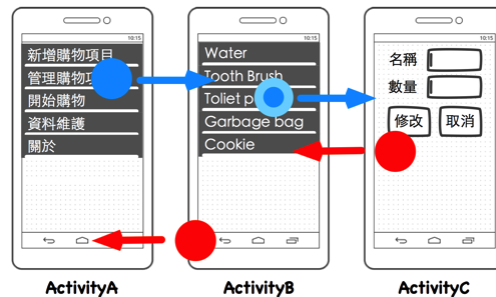 10:15
新增購物項目
管理購物項
開始購物
資料維護
關於
ActivityA
10:15
Water
Tooth Brush
Toliet p
Garbage bag
Cookie
ActivityB
10:15
名稱
數量
修改 取消
ActivityC